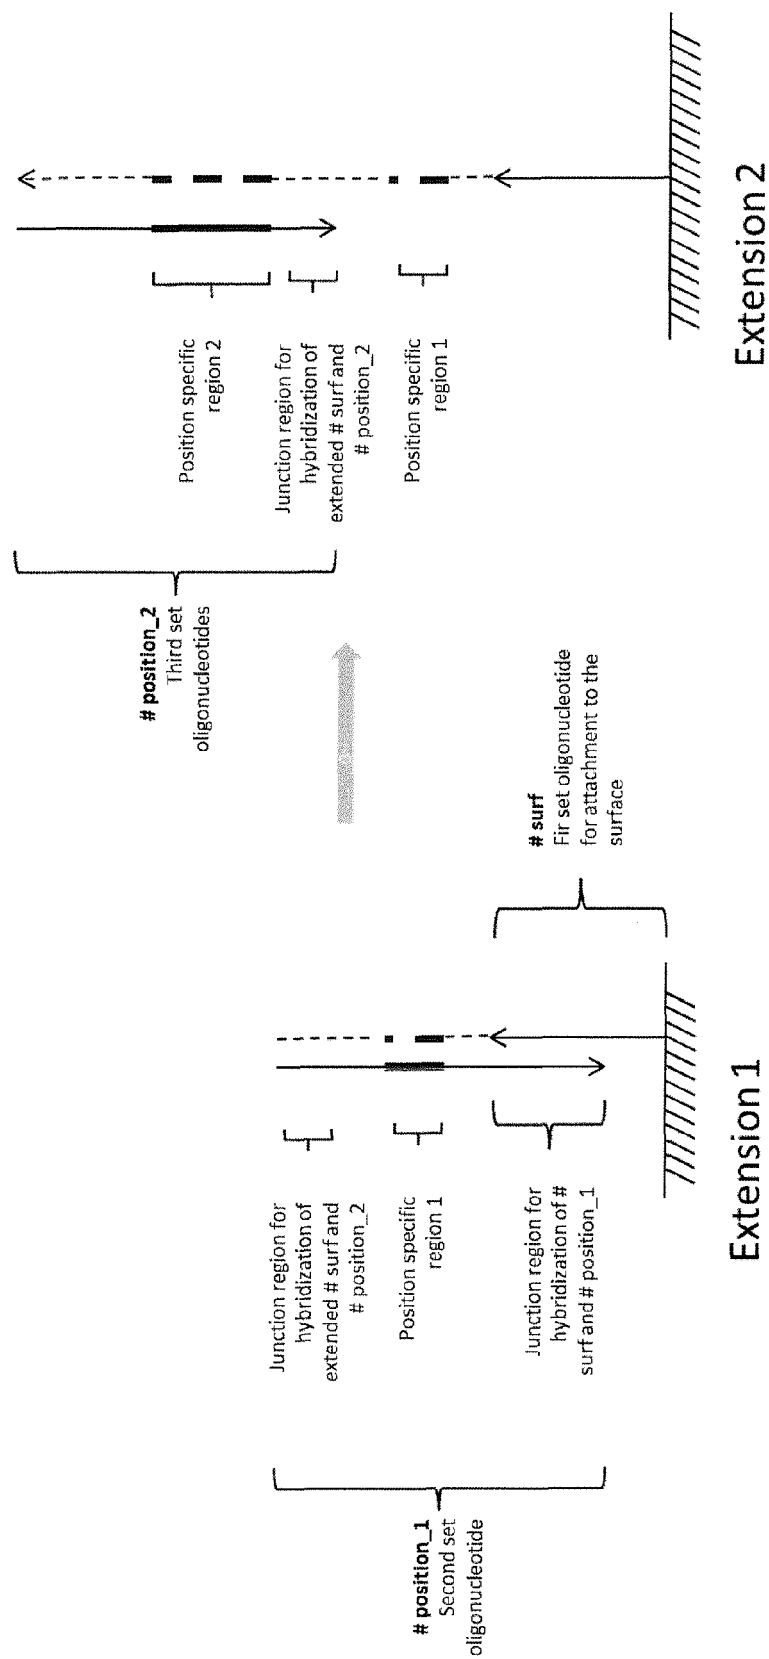 # position_1
Second set
oligonucleotide
Junction region for
hybridization of
extended # surf and
# position_2
Position specific
region 1
Junction region for
hybridization of #
surf and # position_1
Extension 1
# surf
Fir set oligonucleotide
for attachment to the
surface
# position_2
Third set
oligonucleotides
Position specific
region 2
Junction region for
hybridization of
extended # surf and
# position_2
Position specific
region 1
Extension 2